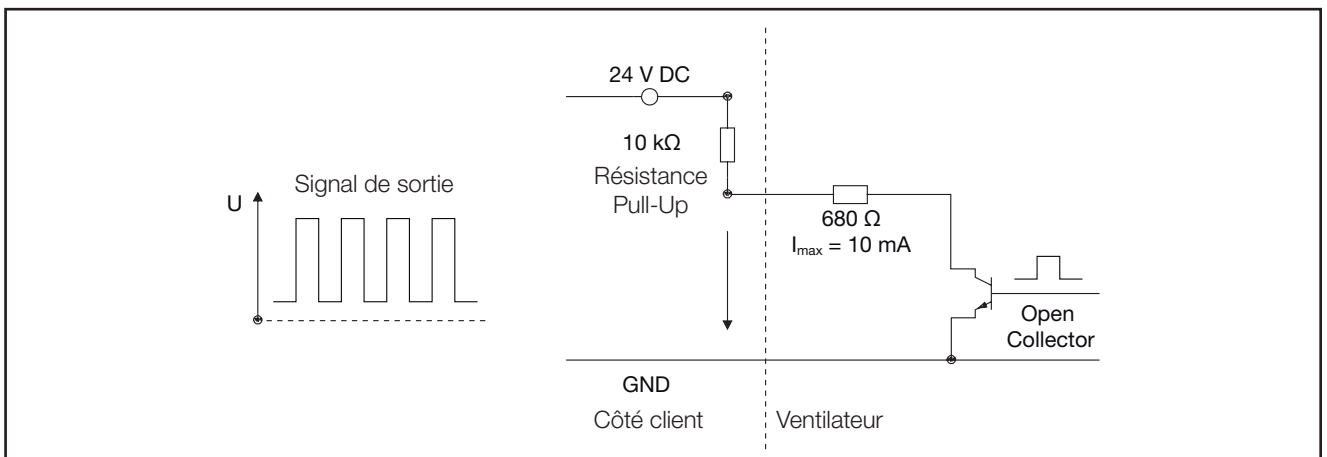 24 V DC
10 kΩ
Résistance
Pull-Up
Signal de sortie
U
680 Ω
Imax = 10 mA
Open
Collector
GND
Côté client
Ventilateur